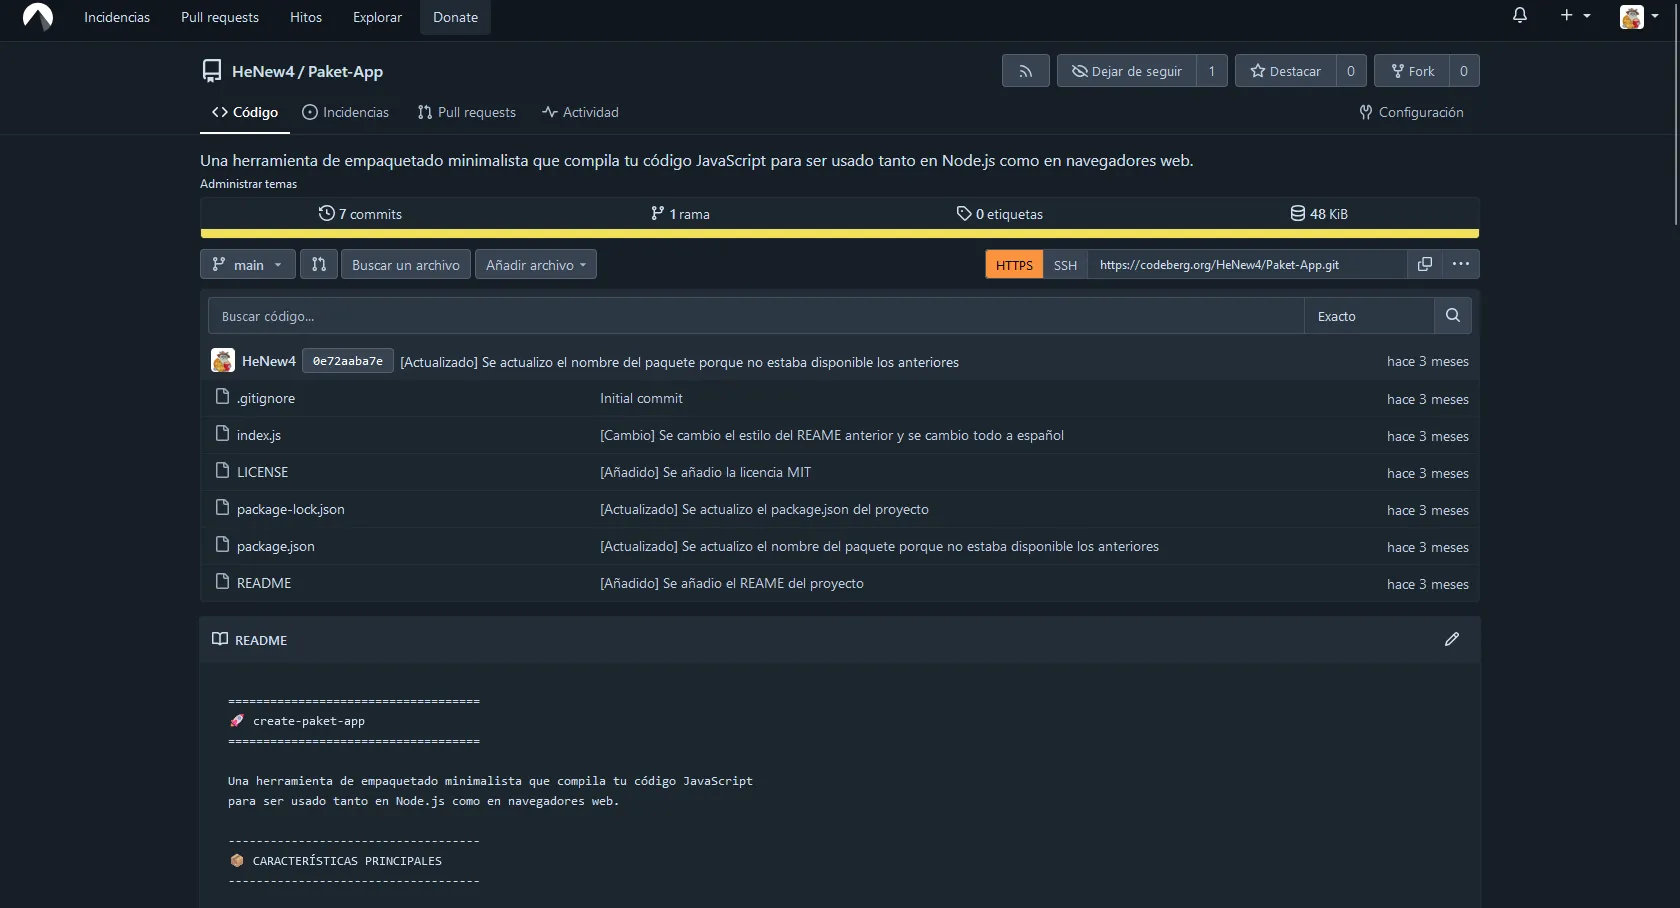 Incidencias Pull requests Hitos Explorar Donate
HeNew4 / Paket-App Dejar de seguir 1 Destacar 0 Fork 0
Código Incidencias Pull requests Actividad Configuración
Una herramienta de empaquetado minimalista que compila tu código JavaScript para ser usado tanto en Node.js como en navegadores web.
Administrar temas
7 commits 1 rama 0 etiquetas 48 KiB
main Buscar un archivo Añadir archivo HTTPS SSH https://codeberg.org/HeNew4/Paket-App.git ···
Buscar código... Exacto
HeNew4 0e72aaba7e [Actualizado] Se actualizo el nombre del paquete porque no estaba disponible los anteriores hace 3 meses
.gitignore Initial commit hace 3 meses
index.js [Cambio] Se cambio el estilo del REAME anterior y se cambio todo a español hace 3 meses
LICENSE [Añadido] Se añadio la licencia MIT hace 3 meses
package-lock.json [Actualizado] Se actualizo el package.json del proyecto hace 3 meses
package.json [Actualizado] Se actualizo el nombre del paquete porque no estaba disponible los anteriores hace 3 meses
README [Añadido] Se añadio el REAME del proyecto hace 3 meses
README
====================================
🚀 create-paket-app
====================================
Una herramienta de empaquetado minimalista que compila tu código JavaScript
para ser usado tanto en Node.js como en navegadores web.
------------------------------------
📦 CARACTERÍSTICAS PRINCIPALES
------------------------------------